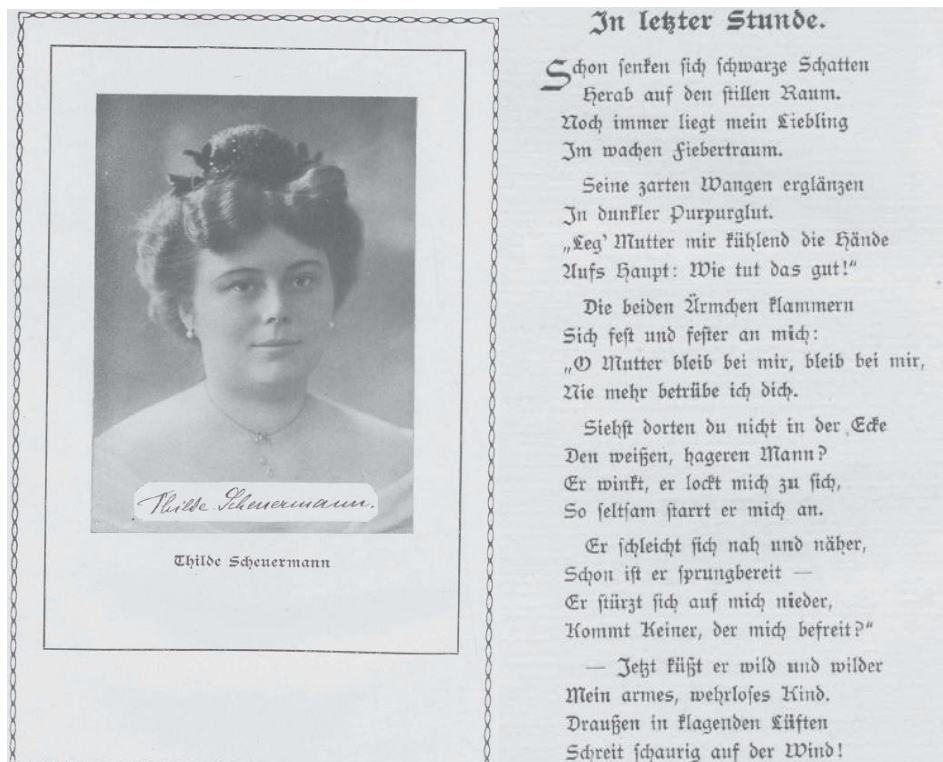 Thilde Scheuermann.
Thilde Scheuermann
In letzter Stunde.
Schon senken sich schwarze Schatten
Herab auf den stillen Raum.
Noch immer liegt mein Liebling
Im wachen Fiebertraum.
Seine zarten Wangen erglänzen
In dunkler Purpurglut.
„Leg' Mutter mir kühlend die Hände
Aufs Haupt: Wie tut das gut!“
Die beiden Ärmchen klammern
Sich fest und fester an mich:
„O Mutter bleib bei mir, bleib bei mir,
Nie mehr betrübe ich dich.
Siehst dorten du nicht in der Ecke
Den weißen, hageren Mann?
Er winkt, er lockt mich zu sich,
So seltsam starrt er mich an.
Er schleicht sich nah und näher,
Schon ist er sprungbereit —
Er stürzt sich auf mich nieder,
Kommt Keiner, der mich befreit?“
— Jetzt küßt er wild und wilder
Mein armes, wehrloses Kind.
Draußen in klagenden Lüften
Schreit schaurig auf der Wind!